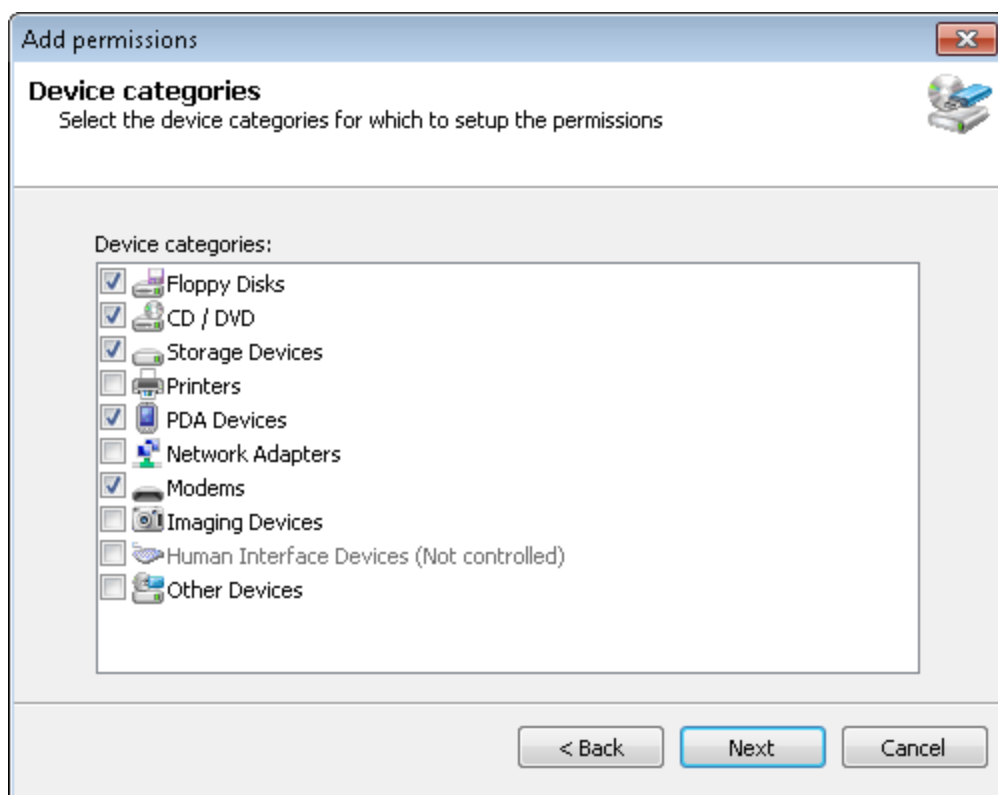 Add permissions
Device categories
Select the device categories for which to setup the permissions
Device categories:
Floppy Disks
CD / DVD
Storage Devices
Printers
PDA Devices
Network Adapters
Modems
Imaging Devices
Human Interface Devices (Not controlled)
Other Devices
< Back Next Cancel